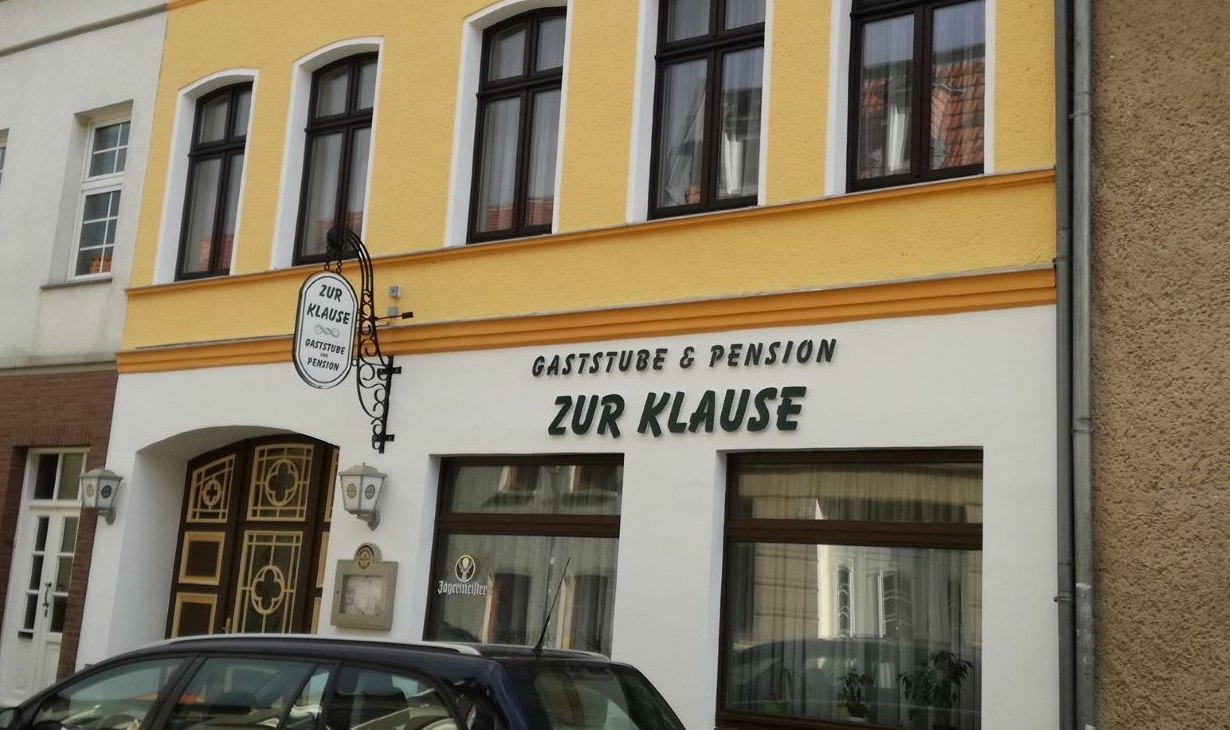 ZUR
KLAUSE
GASTSTUBE
UND
PENSION
GASTSTUBE & PENSION
ZUR KLAUSE
Jägermeister